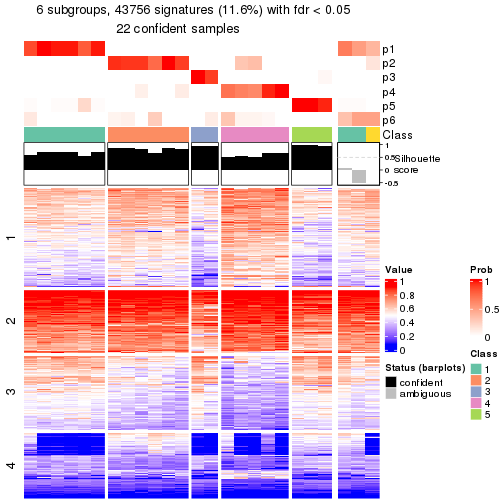 6 subgroups, 43756 signatures (11.6%) with fdr < 0.05
22 confident samples
p1
p2
p3
p4
p5
p6
Class
1
0.5
0
-0.5
Silhouette
score
1
2
3
4
Value
1
0.8
0.6
0.4
0.2
0
Prob
1
0.5
0
Status (barplots)
confident
ambiguous
Class
1
2
3
4
5